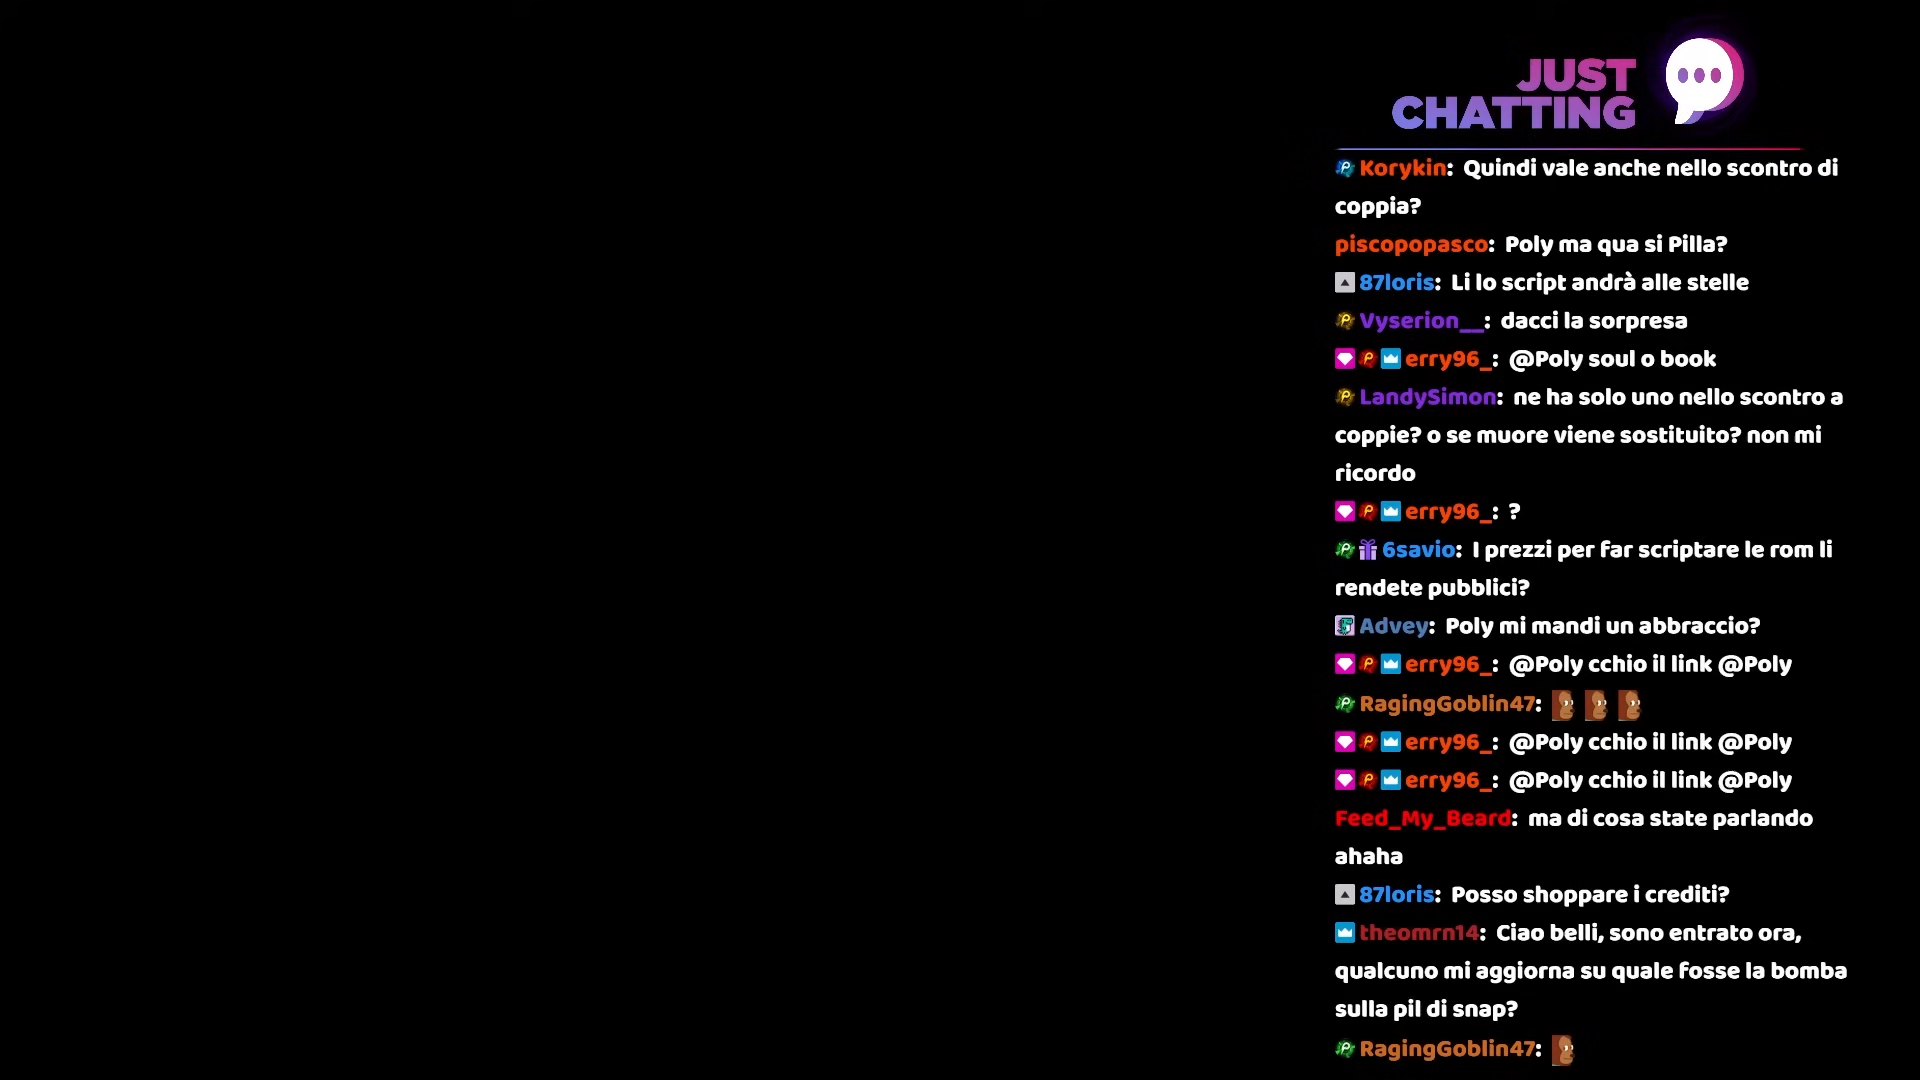 JUST
CHATTING
Korykin: Quindi vale anche nello scontro di
coppia?
piscopopasco: Poly ma qua si Pilla?
87loris: Li lo script andrà alle stelle
Vyserion__: dacci la sorpresa
erry96_: @Poly soul o book
LandySimon: ne ha solo uno nello scontro a
coppie? o se muore viene sostituito? non mi
ricordo
erry96_: ?
6savio: I prezzi per far scriptare le rom li
rendete pubblici?
Advey: Poly mi mandi un abbraccio?
erry96_: @Poly cchio il link @Poly
RagingGoblin47:
erry96_: @Poly cchio il link @Poly
erry96_: @Poly cchio il link @Poly
Feed_My_Beard: ma di cosa state parlando
ahaha
87loris: Posso shoppare i crediti?
theomrn14: Ciao belli, sono entrato ora,
qualcuno mi aggiorna su quale fosse la bomba
sulla pil di snap?
RagingGoblin47: